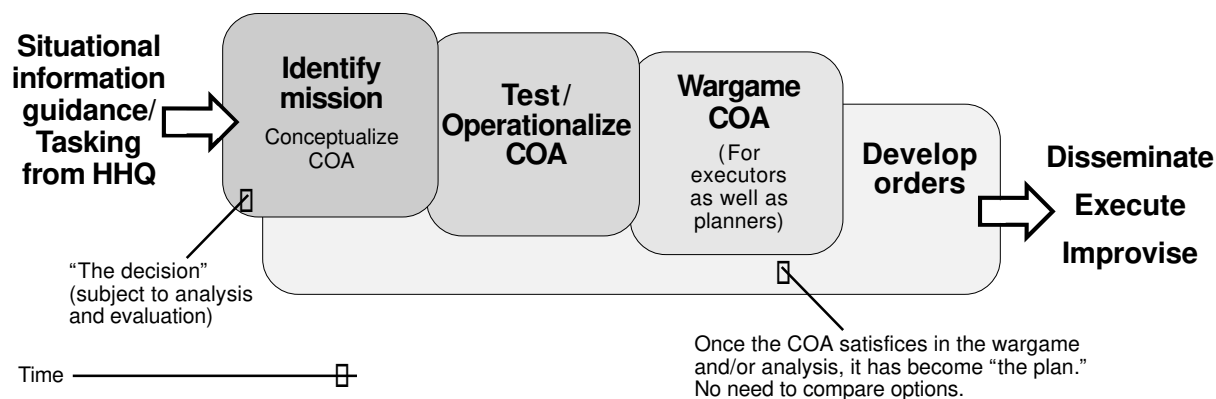 Situational
information
guidance/
Tasking
from HHQ
Identify
mission
Conceptualize
COA
Test/
Operationalize
COA
Wargame
COA
(For
executors
as well as
planners)
Develop
orders
Disseminate
Execute
Improvise
“The decision”
(subject to analysis
and evaluation)
Once the COA satisfices in the wargame
and/or analysis, it has become “the plan.”
No need to compare options.
Time